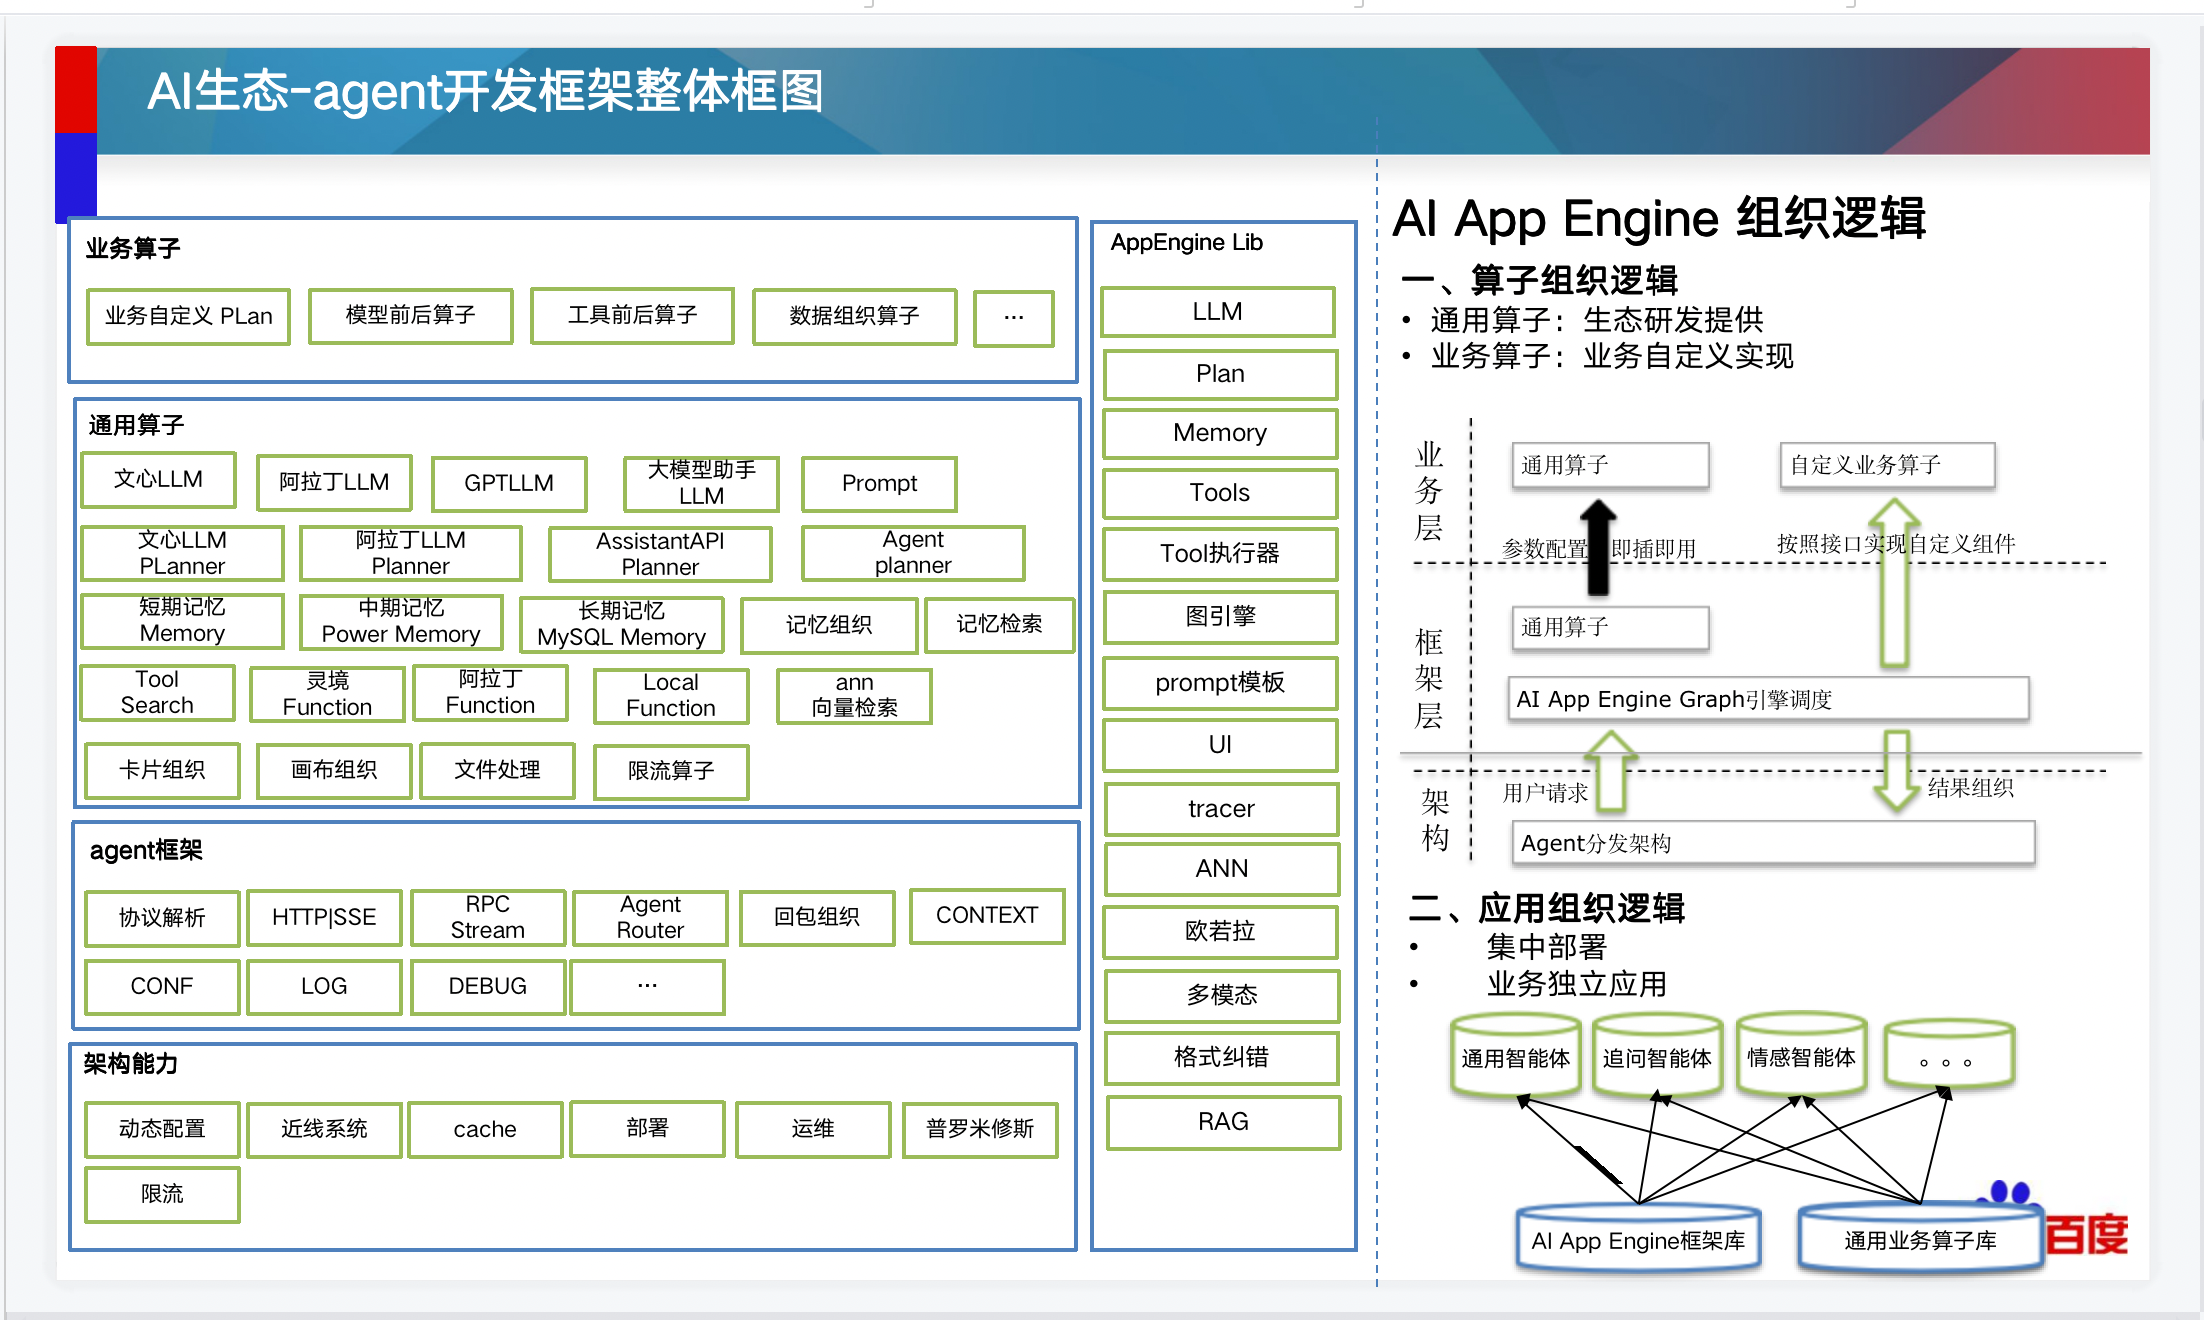 AI生态-agent开发框架整体框图
业务算子
业务自定义 PLan
模型前后算子
工具前后算子
数据组织算子
...
通用算子
文心LLM
阿拉丁LLM
GPTLLM
大模型助手
LLM
Prompt
文心LLM
PLanner
阿拉丁LLM
Planner
AssistantAPI
Planner
Agent
planner
短期记忆
Memory
中期记忆
Power Memory
长期记忆
MySQL Memory
记忆组织
记忆检索
Tool
Search
灵境
Function
阿拉丁
Function
Local
Function
ann
向量检索
卡片组织
画布组织
文件处理
限流算子
agent框架
协议解析
HTTP|SSE
RPC
Stream
Agent
Router
回包组织
CONTEXT
CONF
LOG
DEBUG
...
架构能力
动态配置
近线系统
cache
部署
运维
普罗米修斯
限流
AppEngine Lib
LLM
Plan
Memory
Tools
Tool执行器
图引擎
prompt模板
UI
tracer
ANN
欧若拉
多模态
格式纠错
RAG
AI App Engine 组织逻辑
一、算子组织逻辑
• 通用算子：生态研发提供
• 业务算子：业务自定义实现
业务层
通用算子
自定义业务算子
参数配置 即插即用
按照接口实现自定义组件
框架层
通用算子
AI App Engine Graph引擎调度
用户请求
结果组织
架构
Agent分发架构
二、应用组织逻辑
• 集中部署
• 业务独立应用
通用智能体
追问智能体
情感智能体
。。。
AI App Engine框架库
通用业务算子库
百度